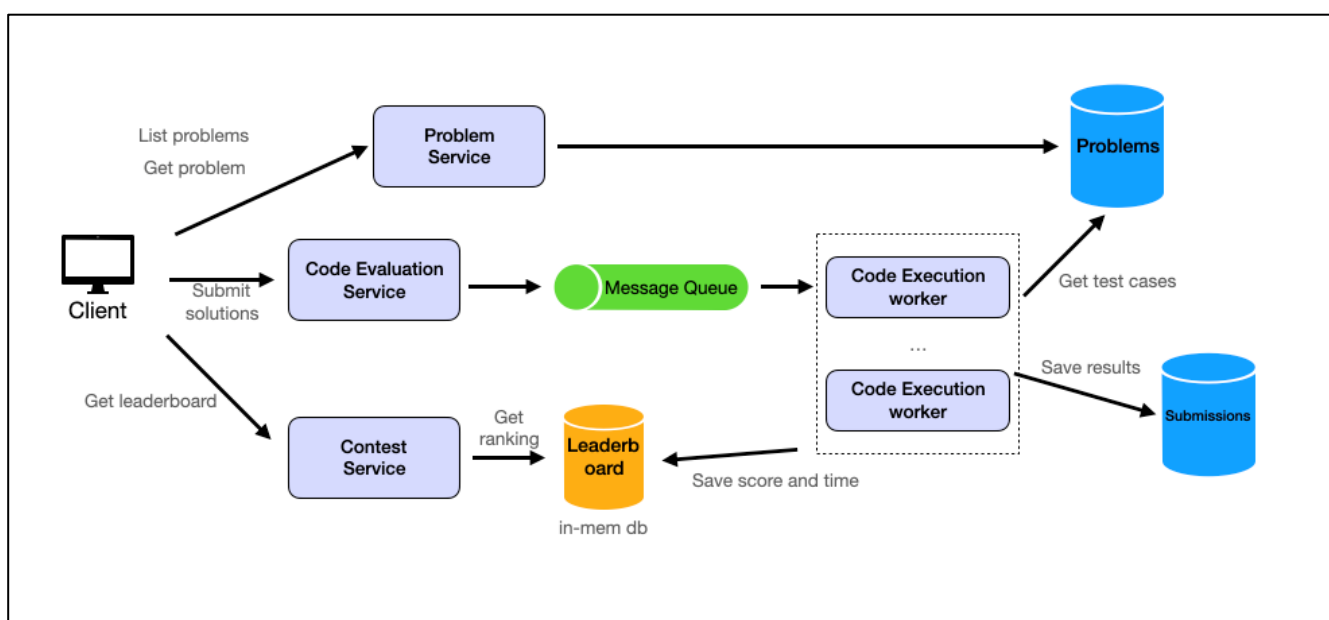 List problems
Get problem
Problem
Service
Problems
Client
Submit
solutions
Code Evaluation
Service
Message Queue
Code Execution
worker
...
Code Execution
worker
Get test cases
Save results
Submissions
Get leaderboard
Contest
Service
Get
ranking
Leaderb
oard
in-mem db
Save score and time